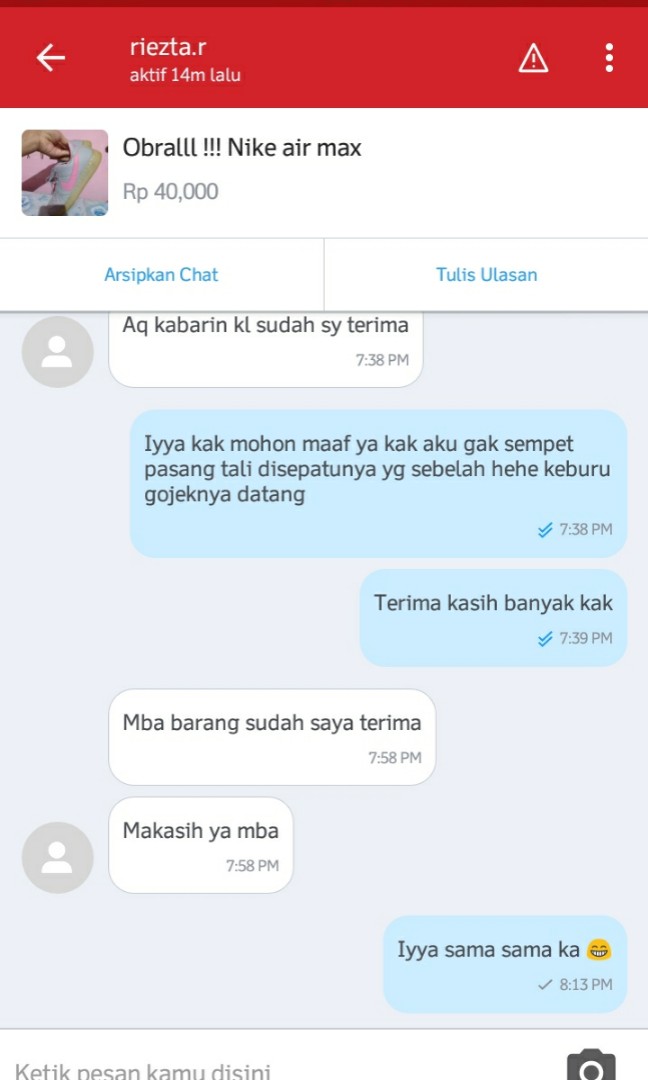 riezta.r
aktif 14m lalu
Obralll !!! Nike air max
Rp 40,000
Arsipkan Chat
Tulis Ulasan
Aq kabarin kl sudah sy terima
7:38 PM
Iyya kak mohon maaf ya kak aku gak sempet
pasang tali disepatunya yg sebelah hehe keburu
gojeknya datang
7:38 PM
Terima kasih banyak kak
7:39 PM
Mba barang sudah saya terima
7:58 PM
Makasih ya mba
7:58 PM
Iyya sama sama ka 😁
8:13 PM
Ketik pesan kamu disini